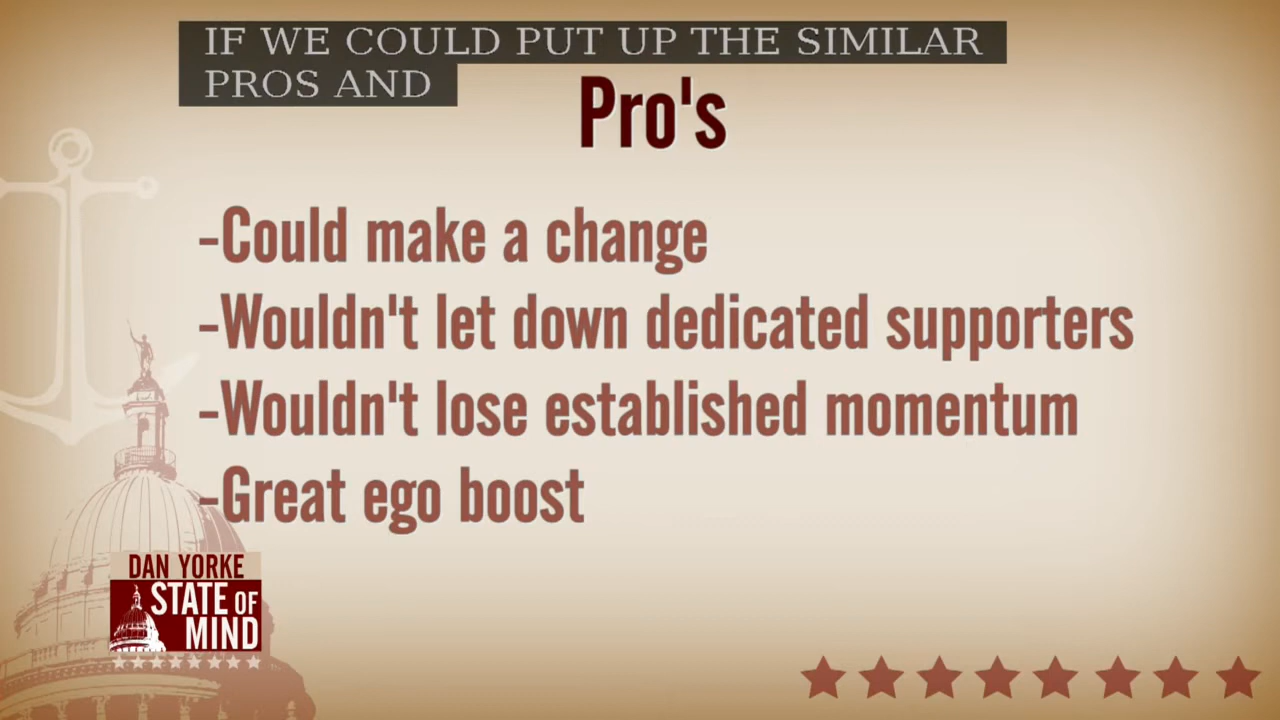 IF WE COULD PUT UP THE SIMILAR
PROS AND
Pro's
-Could make a change
-Wouldn't let down dedicated supporters
-Wouldn't lose established momentum
-Great ego boost
DAN YORKE
STATE OF
MIND